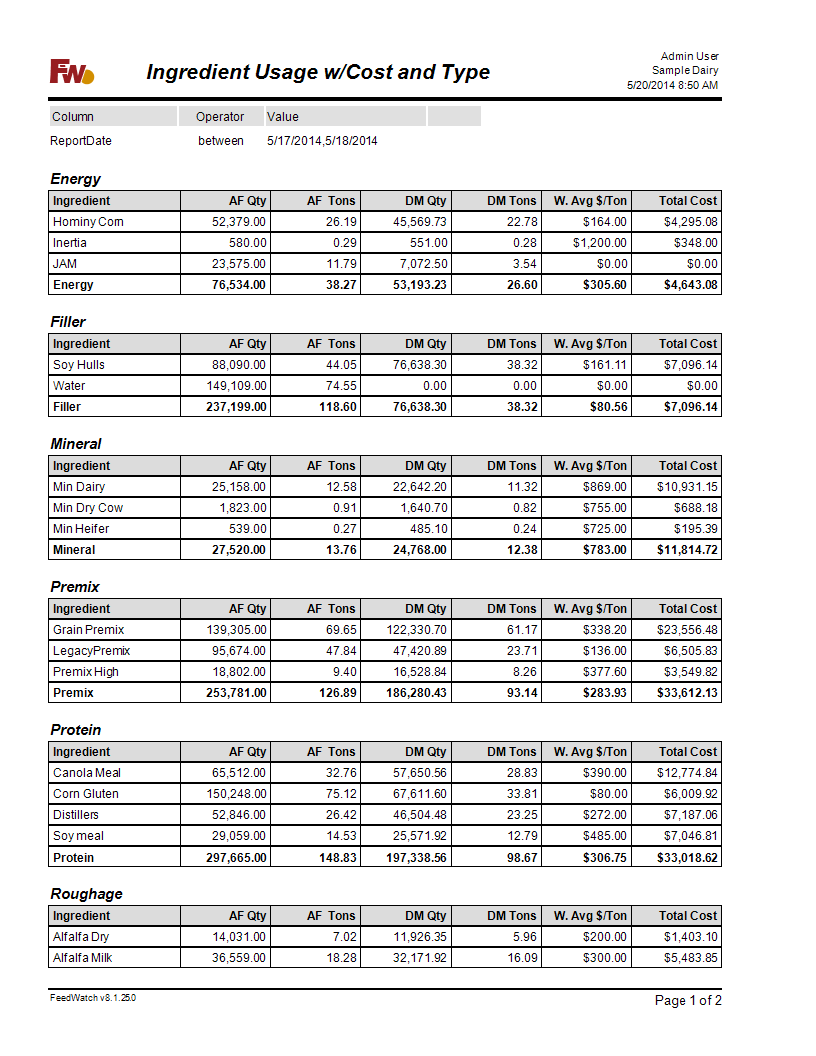 FW
Ingredient Usage w/Cost and Type
Admin User
Sample Dairy
5/20/2014 8:50 AM
Column Operator Value
ReportDate between 5/17/2014,5/18/2014
Energy
Ingredient AF Qty AF Tons DM Qty DM Tons W. Avg $/Ton Total Cost
Hominy Corn 52,379.00 26.19 45,569.73 22.78 $164.00 $4,295.08
Inertia 580.00 0.29 551.00 0.28 $1,200.00 $348.00
JAM 23,575.00 11.79 7,072.50 3.54 $0.00 $0.00
Energy 76,534.00 38.27 53,193.23 26.60 $305.60 $4,643.08
Filler
Ingredient AF Qty AF Tons DM Qty DM Tons W. Avg $/Ton Total Cost
Soy Hulls 88,090.00 44.05 76,638.30 38.32 $161.11 $7,096.14
Water 149,109.00 74.55 0.00 0.00 $0.00 $0.00
Filler 237,199.00 118.60 76,638.30 38.32 $80.56 $7,096.14
Mineral
Ingredient AF Qty AF Tons DM Qty DM Tons W. Avg $/Ton Total Cost
Min Dairy 25,158.00 12.58 22,642.20 11.32 $869.00 $10,931.15
Min Dry Cow 1,823.00 0.91 1,640.70 0.82 $755.00 $688.18
Min Heifer 539.00 0.27 485.10 0.24 $725.00 $195.39
Mineral 27,520.00 13.76 24,768.00 12.38 $783.00 $11,814.72
Premix
Ingredient AF Qty AF Tons DM Qty DM Tons W. Avg $/Ton Total Cost
Grain Premix 139,305.00 69.65 122,330.70 61.17 $338.20 $23,556.48
LegacyPremix 95,674.00 47.84 47,420.89 23.71 $136.00 $6,505.83
Premix High 18,802.00 9.40 16,528.84 8.26 $377.60 $3,549.82
Premix 253,781.00 126.89 186,280.43 93.14 $283.93 $33,612.13
Protein
Ingredient AF Qty AF Tons DM Qty DM Tons W. Avg $/Ton Total Cost
Canola Meal 65,512.00 32.76 57,650.56 28.83 $390.00 $12,774.84
Corn Gluten 150,248.00 75.12 67,611.60 33.81 $80.00 $6,009.92
Distillers 52,846.00 26.42 46,504.48 23.25 $272.00 $7,187.06
Soy meal 29,059.00 14.53 25,571.92 12.79 $485.00 $7,046.81
Protein 297,665.00 148.83 197,338.56 98.67 $306.75 $33,018.62
Roughage
Ingredient AF Qty AF Tons DM Qty DM Tons W. Avg $/Ton Total Cost
Alfalfa Dry 14,031.00 7.02 11,926.35 5.96 $200.00 $1,403.10
Alfalfa Milk 36,559.00 18.28 32,171.92 16.09 $300.00 $5,483.85
FeedWatch v8.1.25.0
Page 1 of 2